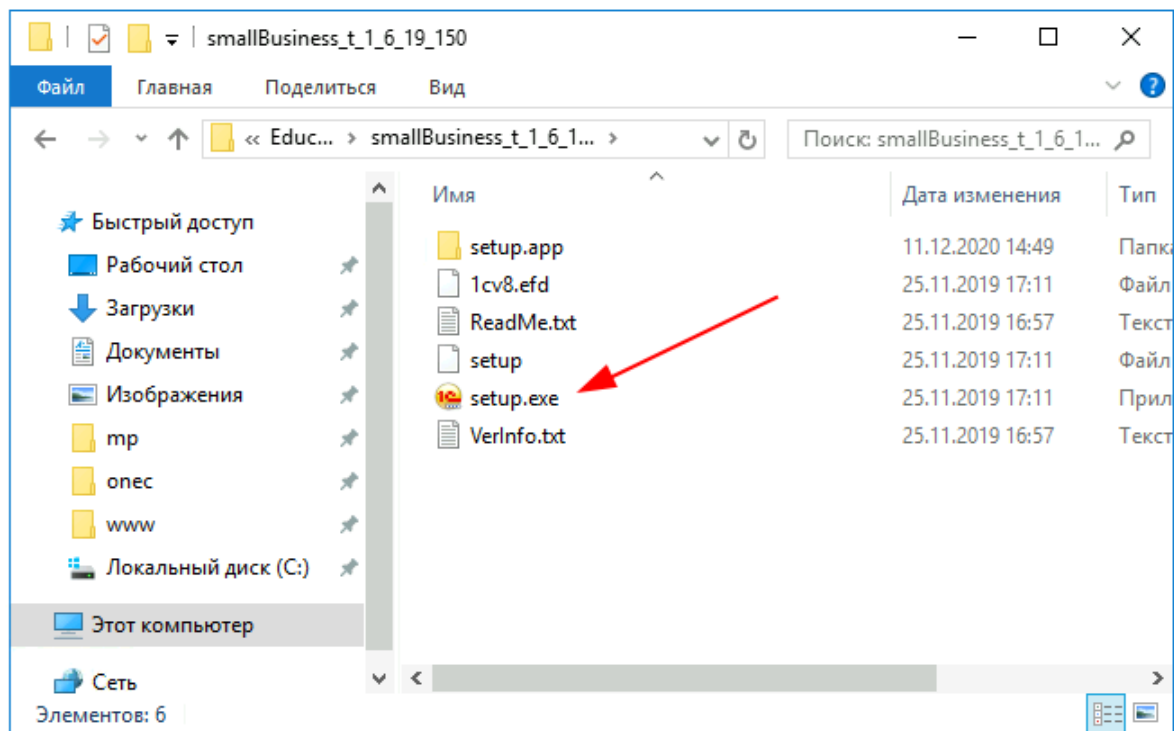 smallBusiness_t_1_6_19_150
Файл Главная Поделиться Вид
« Educ... › smallBusiness_t_1_6_1... › Поиск: smallBusiness_t_1_6_1...
Имя Дата изменения Тип
Быстрый доступ
Рабочий стол
Загрузки
Документы
Изображения
mp
onec
www
Локальный диск (C:)
Этот компьютер
Сеть
setup.app 11.12.2020 14:49 Папка
1cv8.efd 25.11.2019 17:11 Файл
ReadMe.txt 25.11.2019 16:57 Текст
setup 25.11.2019 17:11 Файл
setup.exe 25.11.2019 17:11 Прил
VerInfo.txt 25.11.2019 16:57 Текст
Элементов: 6